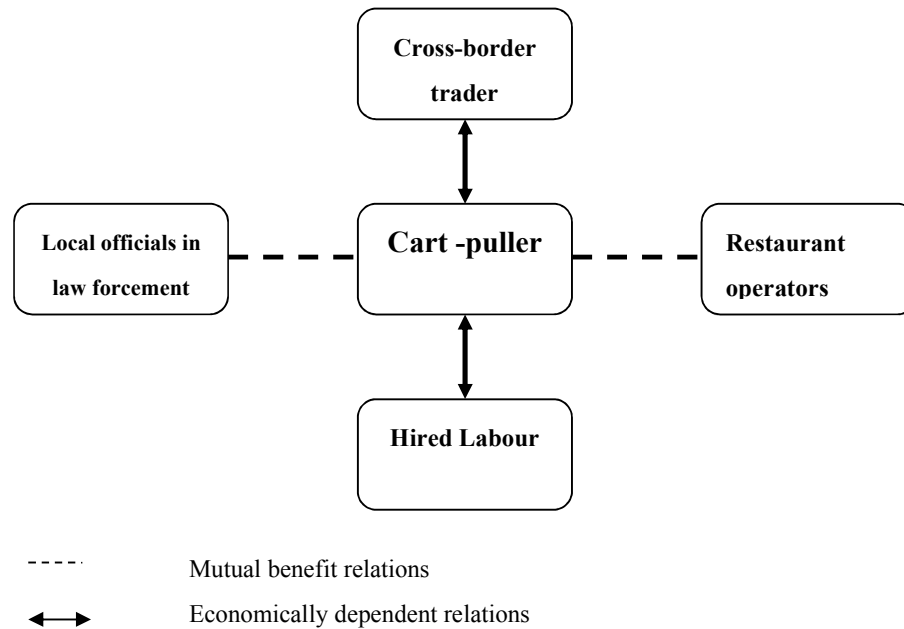 Cross-border
trader
Local officials in
law forcement
Cart -puller
Restaurant
operators
Hired Labour
Mutual benefit relations
Economically dependent relations